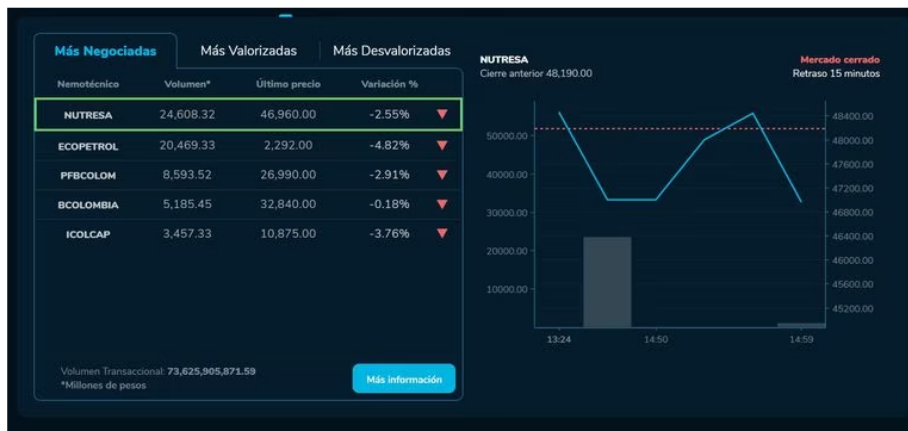 Más Negociadas Más Valorizadas Más Desvalorizadas
Nemotécnico Volumen* Último precio Variación %
NUTRESA 24,608.32 46,960.00 -2.55% ▼
ECOPETROL 20,469.33 2,292.00 -4.82% ▼
PFBCOLOM 8,593.52 26,990.00 -2.91% ▼
BCOLOMBIA 5,185.45 32,840.00 -0.18% ▼
ICOLCAP 3,457.33 10,875.00 -3.76% ▼
Volumen Transaccional: 73,625,905,871.59
*Millones de pesos
Más información
NUTRESA Mercado cerrado
Cierre anterior 48,190.00 Retraso 15 minutos
50000.00
40000.00
30000.00
20000.00
10000.00
48400.00
48000.00
47600.00
47200.00
46800.00
46400.00
46000.00
45600.00
45200.00
13:24 14:50 14:59